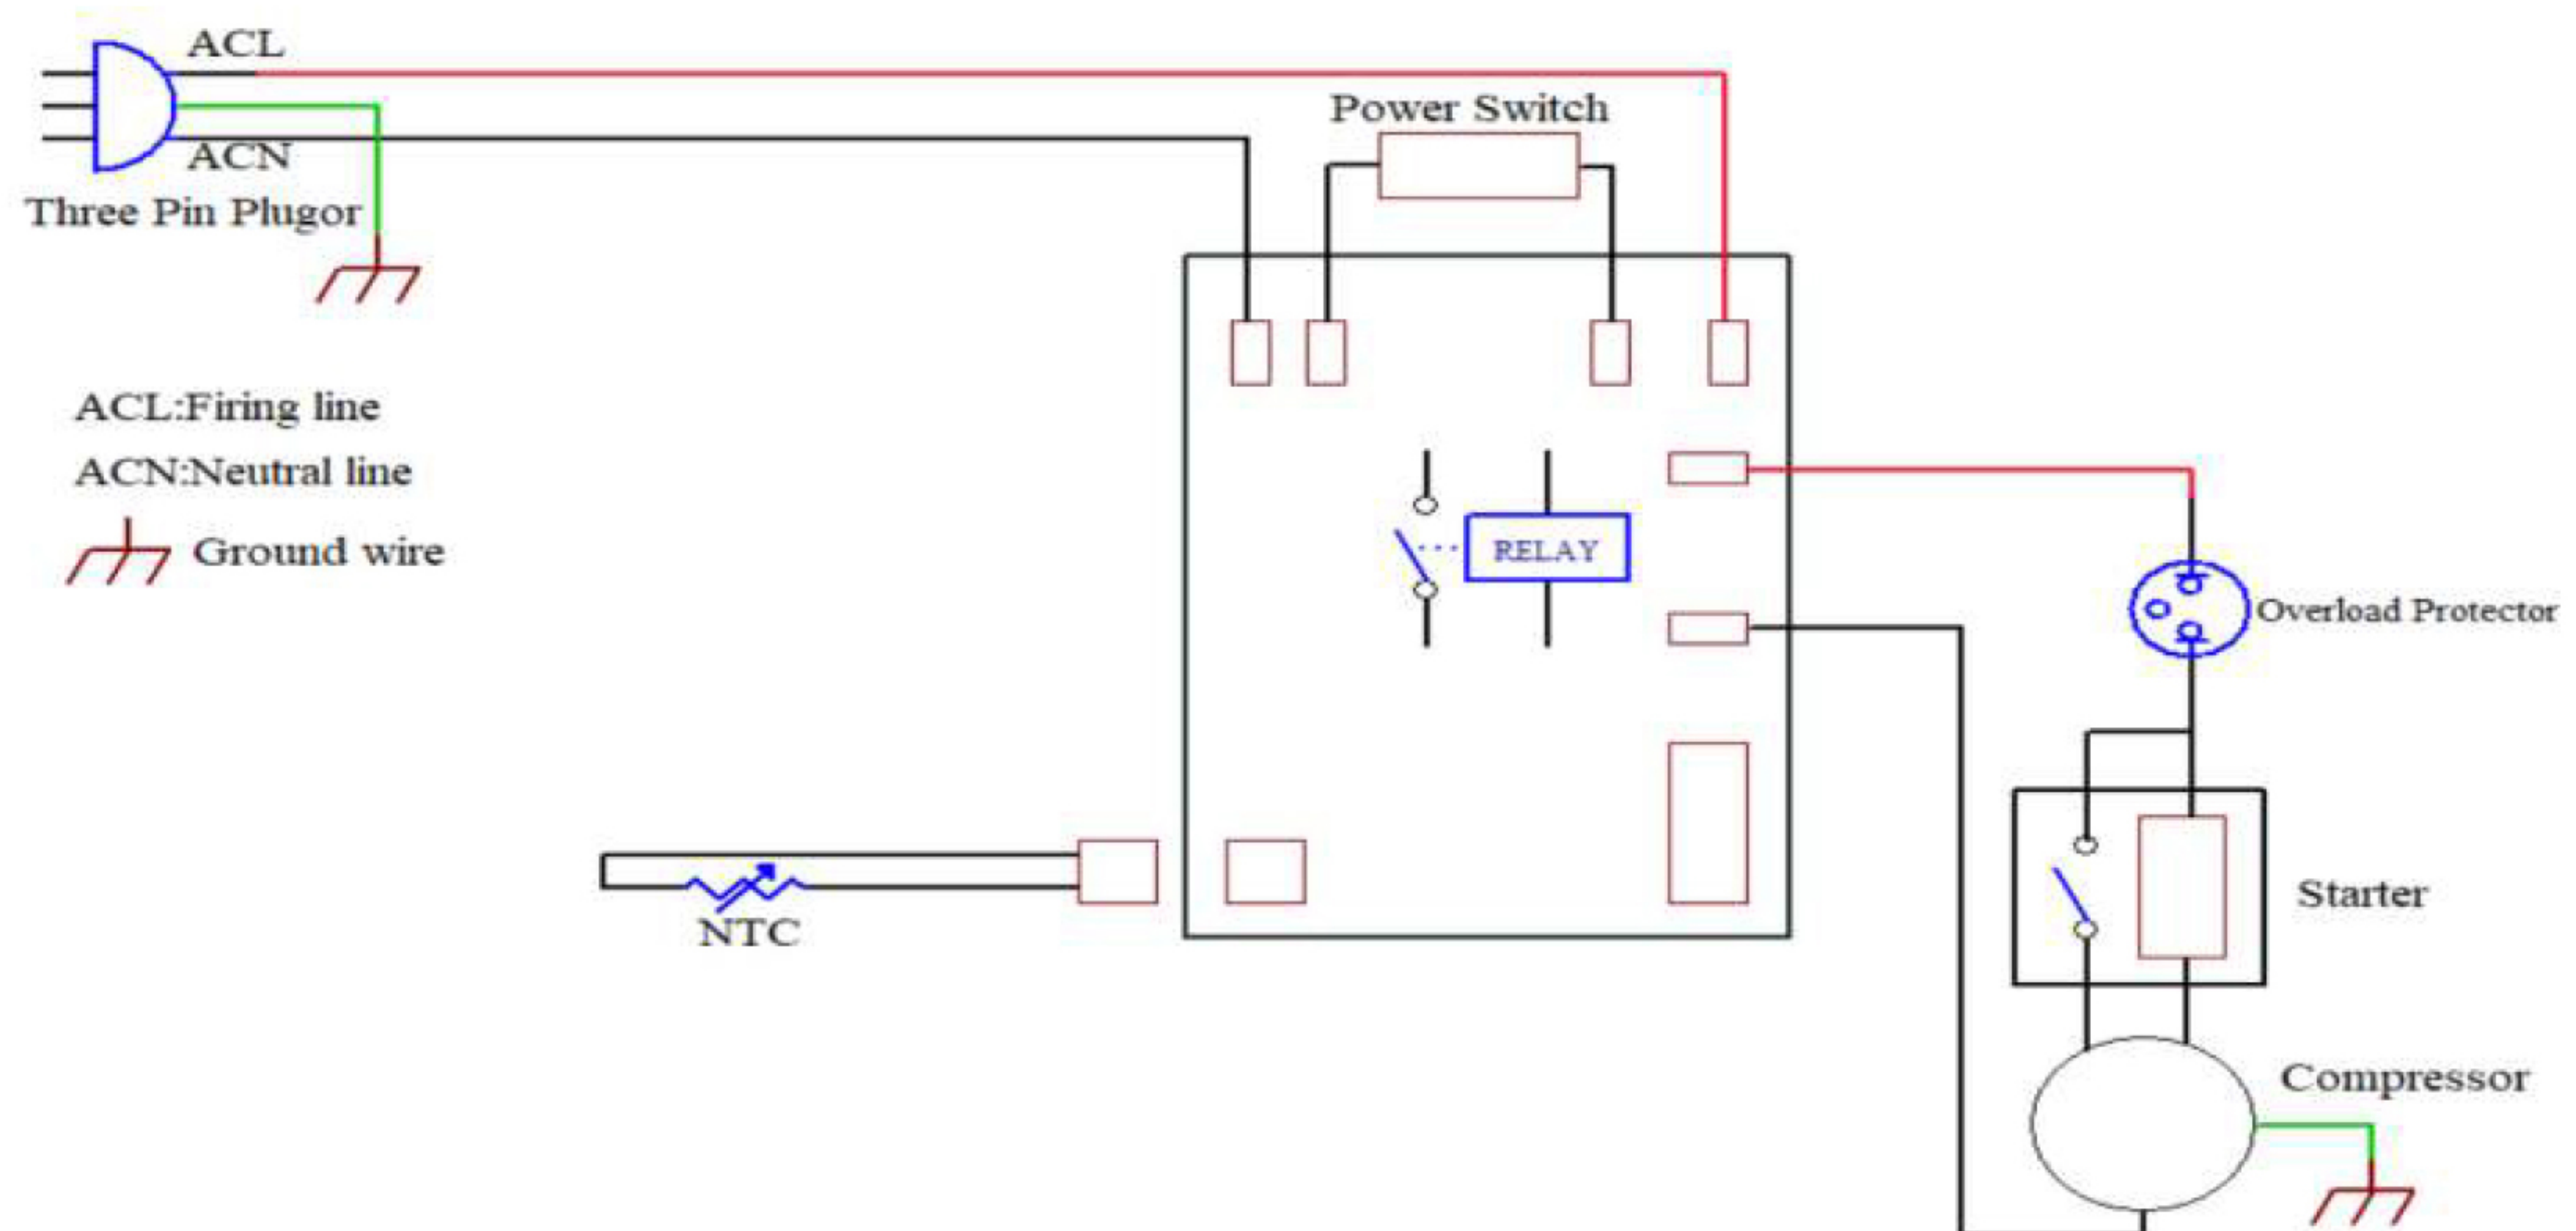 ACL
Power Switch
ACN
Three Pin Plugor
ACL:Firing line
ACN:Neutral line
Ground wire
RELAY
Overload Protector
NTC
Starter
Compressor